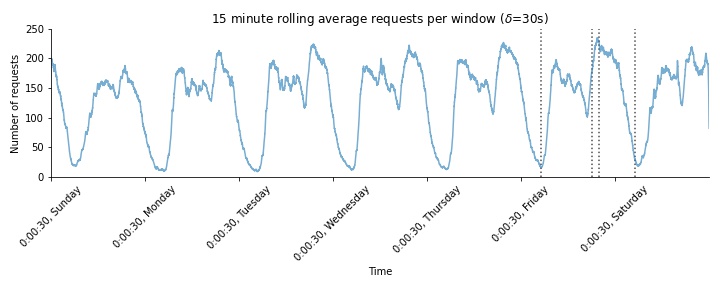 15 minute rolling average requests per window (δ=30s)
Number of requests
250
200
150
100
50
0
0:00:30, Sunday
0:00:30, Monday
0:00:30, Tuesday
0:00:30, Wednesday
0:00:30, Thursday
0:00:30, Friday
0:00:30, Saturday
Time